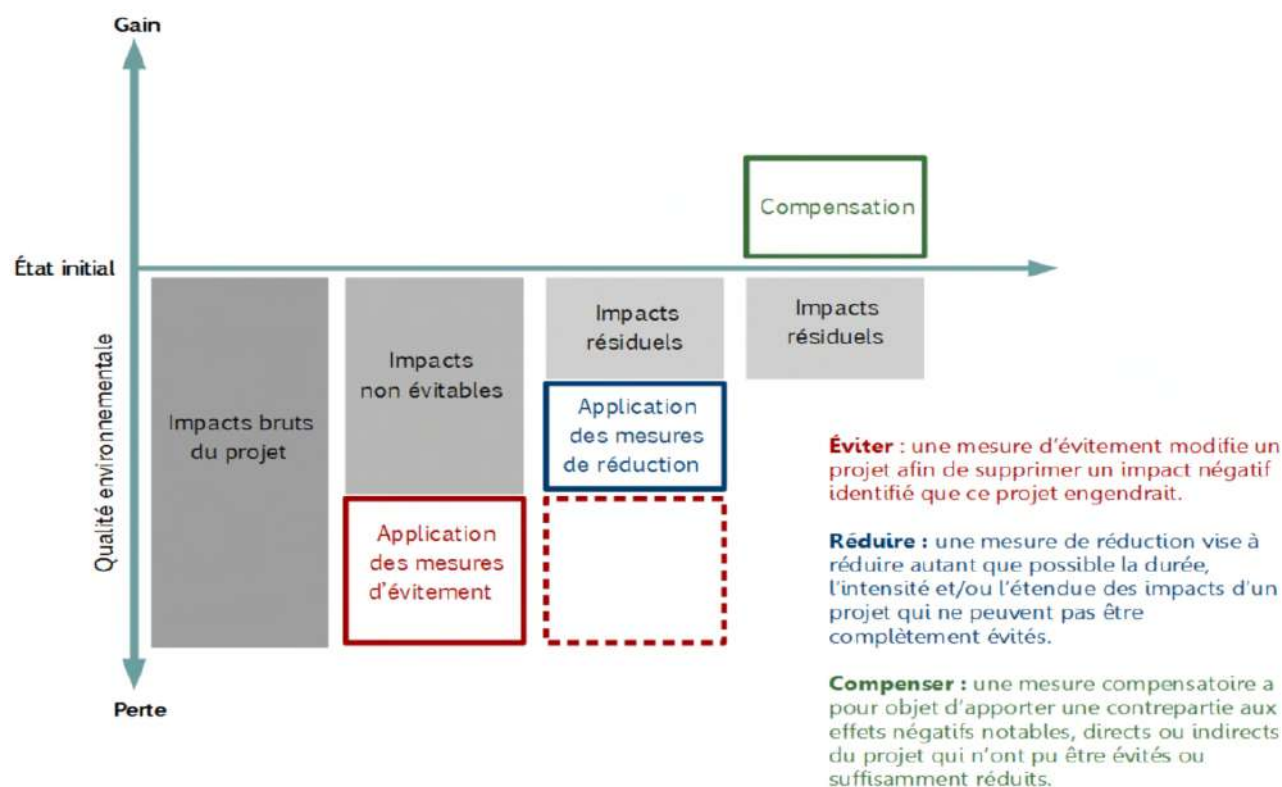 Gain
Compensation
État initial
Qualité environnementale
Impacts bruts
du projet
Impacts
non évitables
Application
des mesures
d'évitement
Impacts
résiduels
Application
des mesures
de réduction
Impacts
résiduels
Perte
Éviter : une mesure d'évitement modifie un
projet afin de supprimer un impact négatif
identifié que ce projet engendrait.
Réduire : une mesure de réduction vise à
réduire autant que possible la durée,
l'intensité et/ou l'étendue des impacts d'un
projet qui ne peuvent pas être
complètement évités.
Compenser : une mesure compensatoire a
pour objet d'apporter une contrepartie aux
effets négatifs notables, directs ou indirects
du projet qui n'ont pu être évités ou
suffisamment réduits.